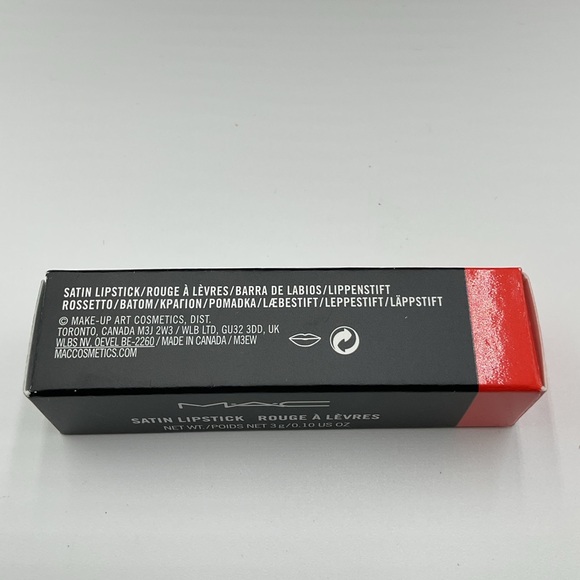 SATIN LIPSTICK/ROUGE À LÈVRES/BARRA DE LABIOS/LIPPENSTIFT
ROSSETTO/BATOM/ΚΡΑΓΙΟΝ/POMADKA/LÆBESTIFT/LEPPESTIFT/LÄPPSTIFT
© MAKE-UP ART COSMETICS, DIST.
TORONTO, CANADA M3J 2W3 / WLB LTD, GU32 3DD, UK
WLBS NV, OEVEL BE-2260 / MADE IN CANADA / M3EW
MACCOSMETICS.COM
MAC
SATIN LIPSTICK ROUGE À LÈVRES
NET WT./POIDS NET 3 g/0.10 US OZ